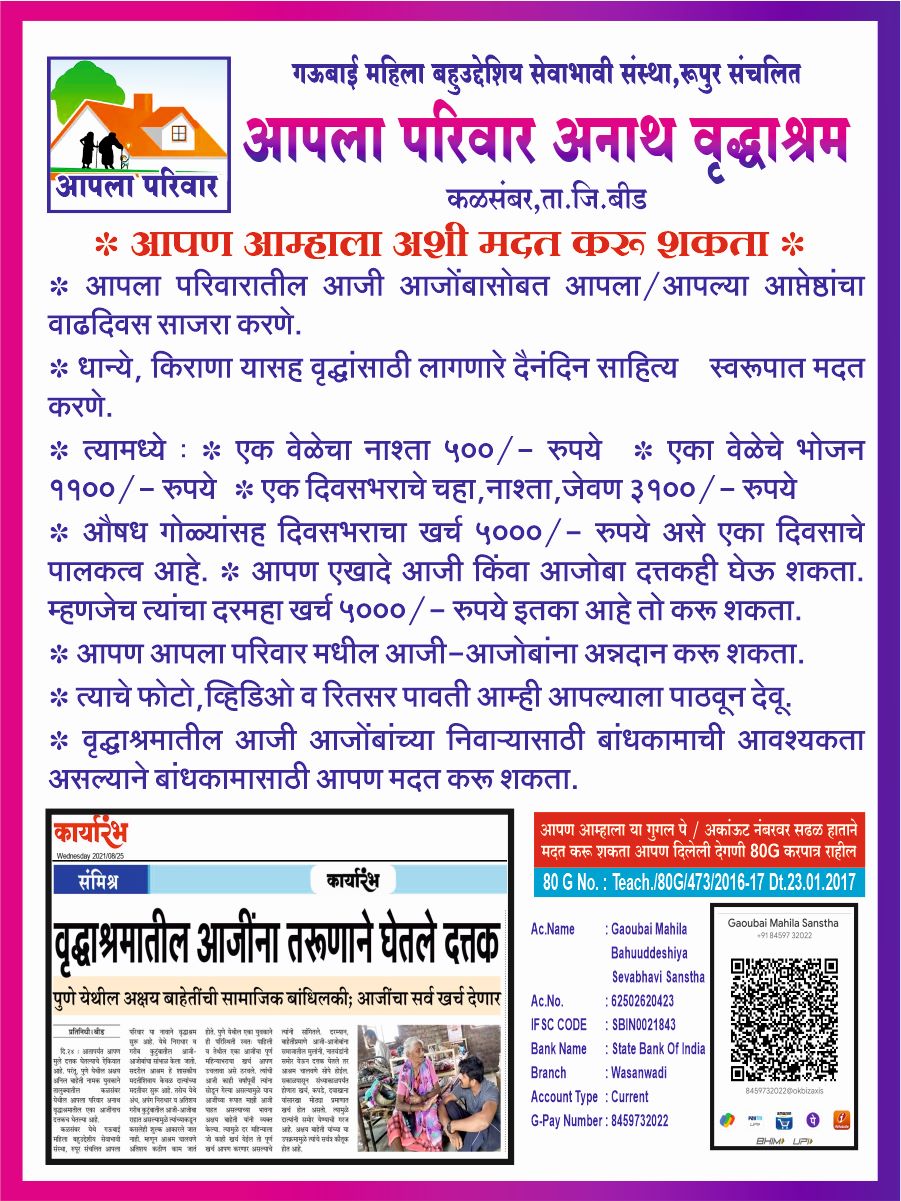 गऊबाई महिला बहुउद्देशिय सेवाभावी संस्था,रूपुर संचलित
आपला परिवार अनाथ वृद्धाश्रम
आपला परिवार
कळसंबर,ता.जि.बीड
* आपण आम्हाला अशी मदत करू शकता *
* आपला परिवारातील आजी आजोंबासोबत आपला/आपल्या आप्तेष्ठांचा
वाढदिवस साजरा करणे.
* धान्ये, किराणा यासह वृद्धांसाठी लागणारे दैनंदिन साहित्य स्वरूपात मदत
करणे.
* त्यामध्ये : * एक वेळेचा नाश्ता ५००/- रुपये * एका वेळेचे भोजन
११००/- रुपये * एक दिवसभराचे चहा,नाश्ता,जेवण ३१००/- रुपये
* औषध गोळ्यांसह दिवसभराचा खर्च ५०००/- रुपये असे एका दिवसाचे
पालकत्व आहे. * आपण एखादे आजी किंवा आजोबा दत्तकही घेऊ शकता.
म्हणजेच त्यांचा दरमहा खर्च ५०००/- रुपये इतका आहे तो करू शकता.
* आपण आपला परिवार मधील आजी-आजोबांना अन्नदान करू शकता.
* त्याचे फोटो,व्हिडिओ व रितसर पावती आम्ही आपल्याला पाठवून देवू.
* वृद्धाश्रमातील आजी आजोंबांच्या निवाऱ्यासाठी बांधकामाची आवश्यकता
असल्याने बांधकामासाठी आपण मदत करू शकता.
कार्यारंभ
Wednesday 2021/08/25
संमिश्र
कार्यारंभ
वृद्धाश्रमातील आजींना तरूणाने घेतले दत्तक
पुणे येथील अक्षय बाहेतींची सामाजिक बांधिलकी; आजींचा सर्व खर्च देणार
प्रतिनिधी।बीड
आपण आम्हाला या गुगल पे / अकांऊट नंबरवर सढळ हाताने
मदत करू शकता आपण दिलेली देगणी 80G करपात्र राहील
80 G No. : Teach./80G/473/2016-17 Dt.23.01.2017
Ac.Name : Gaoubai Mahila
Bahuuddeshiya
Sevabhavi Sanstha
Ac.No. : 62502620423
IFSC CODE : SBIN0021843
Bank Name : State Bank Of India
Branch : Wasanwadi
Account Type : Current
G-Pay Number : 8459732022
Gaoubai Mahila Sanstha
+91 84597 32022
8459732022@okbizaxis
BHIM UPI